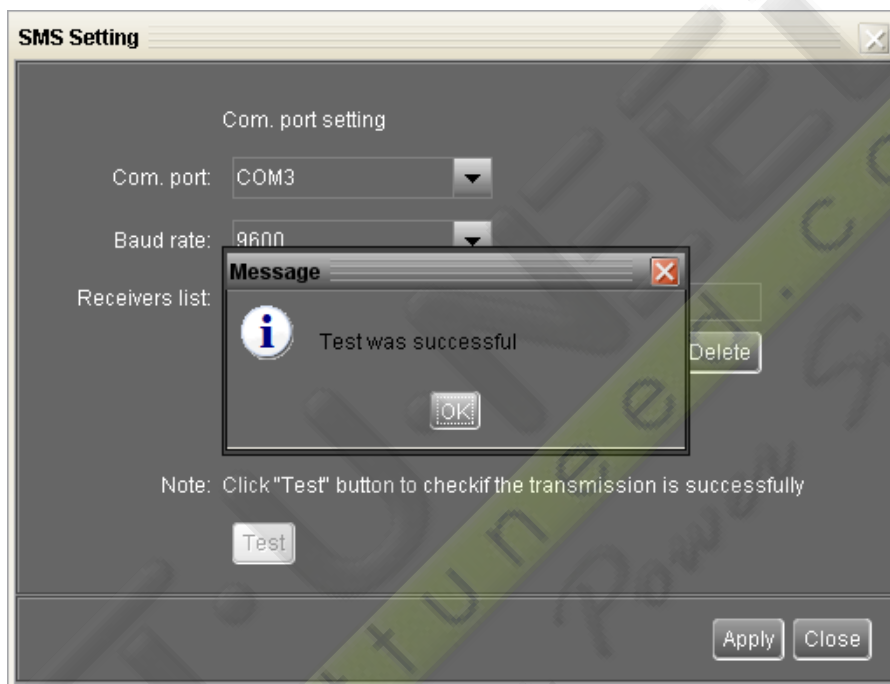 SMS Setting
Com. port setting
Com. port: COM3
Baud rate: 9600
Message
Receivers list:
Test was successful
Delete
OK
Note: Click "Test" button to checkif the transmission is successfully
Test
Apply Close